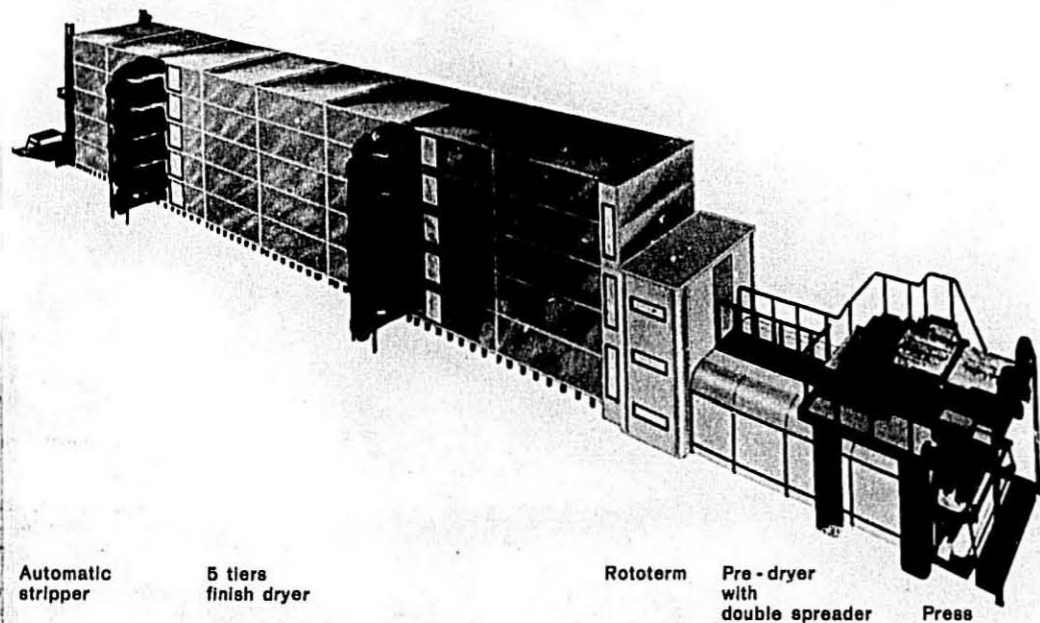 Automatic
stripper
5 tiers
finish dryer
Rototerm
Pre - dryer
with
double spreader
Press